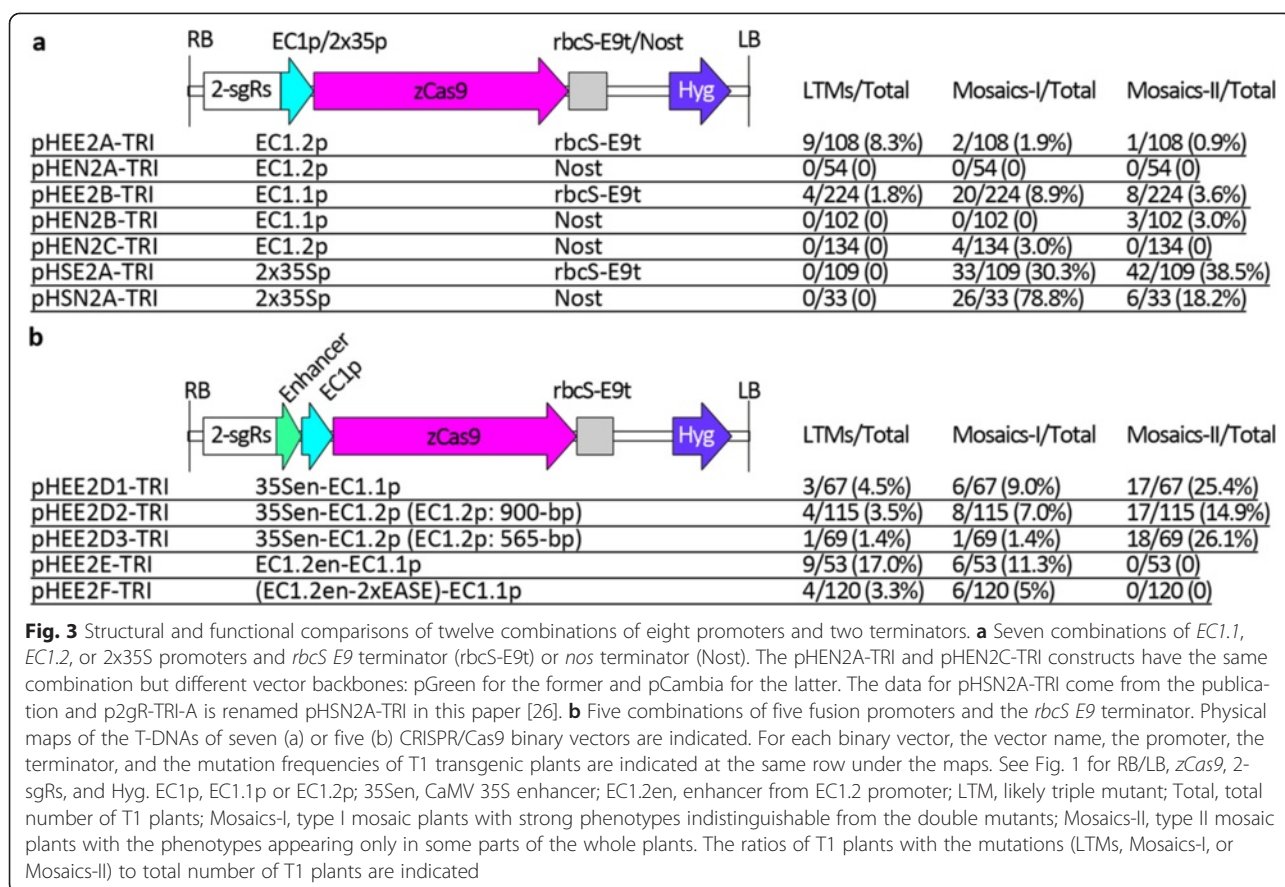 a
RB EC1p/2x35p rbcS-E9t/Nost LB
2-sgRs zCas9 Hyg LTMs/Total Mosaics-I/Total Mosaics-II/Total
pHEE2A-TRI EC1.2p rbcS-E9t 9/108 (8.3%) 2/108 (1.9%) 1/108 (0.9%)
pHEN2A-TRI EC1.2p Nost 0/54 (0) 0/54 (0) 0/54 (0)
pHEE2B-TRI EC1.1p rbcS-E9t 4/224 (1.8%) 20/224 (8.9%) 8/224 (3.6%)
pHEN2B-TRI EC1.1p Nost 0/102 (0) 0/102 (0) 3/102 (3.0%)
pHEN2C-TRI EC1.2p Nost 0/134 (0) 4/134 (3.0%) 0/134 (0)
pHSE2A-TRI 2x35Sp rbcS-E9t 0/109 (0) 33/109 (30.3%) 42/109 (38.5%)
pHSN2A-TRI 2x35Sp Nost 0/33 (0) 26/33 (78.8%) 6/33 (18.2%)
b
RB Enhancer EC1p rbcS-E9t LB
2-sgRs zCas9 Hyg LTMs/Total Mosaics-I/Total Mosaics-II/Total
pHEE2D1-TRI 35Sen-EC1.1p 3/67 (4.5%) 6/67 (9.0%) 17/67 (25.4%)
pHEE2D2-TRI 35Sen-EC1.2p (EC1.2p: 900-bp) 4/115 (3.5%) 8/115 (7.0%) 17/115 (14.9%)
pHEE2D3-TRI 35Sen-EC1.2p (EC1.2p: 565-bp) 1/69 (1.4%) 1/69 (1.4%) 18/69 (26.1%)
pHEE2E-TRI EC1.2en-EC1.1p 9/53 (17.0%) 6/53 (11.3%) 0/53 (0)
pHEE2F-TRI (EC1.2en-2xEASE)-EC1.1p 4/120 (3.3%) 6/120 (5%) 0/120 (0)
Fig. 3 Structural and functional comparisons of twelve combinations of eight promoters and two terminators. a Seven combinations of EC1.1,
EC1.2, or 2x35S promoters and rbcS E9 terminator (rbcS-E9t) or nos terminator (Nost). The pHEN2A-TRI and pHEN2C-TRI constructs have the same
combination but different vector backbones: pGreen for the former and pCambia for the latter. The data for pHSN2A-TRI come from the publica-
tion and p2gR-TRI-A is renamed pHSN2A-TRI in this paper [26]. b Five combinations of five fusion promoters and the rbcS E9 terminator. Physical
maps of the T-DNAs of seven (a) or five (b) CRISPR/Cas9 binary vectors are indicated. For each binary vector, the vector name, the promoter, the
terminator, and the mutation frequencies of T1 transgenic plants are indicated at the same row under the maps. See Fig. 1 for RB/LB, zCas9, 2-
sgRs, and Hyg. EC1p, EC1.1p or EC1.2p; 35Sen, CaMV 35S enhancer; EC1.2en, enhancer from EC1.2 promoter; LTM, likely triple mutant; Total, total
number of T1 plants; Mosaics-I, type I mosaic plants with strong phenotypes indistinguishable from the double mutants; Mosaics-II, type II mosaic
plants with the phenotypes appearing only in some parts of the whole plants. The ratios of T1 plants with the mutations (LTMs, Mosaics-I, or
Mosaics-II) to total number of T1 plants are indicated